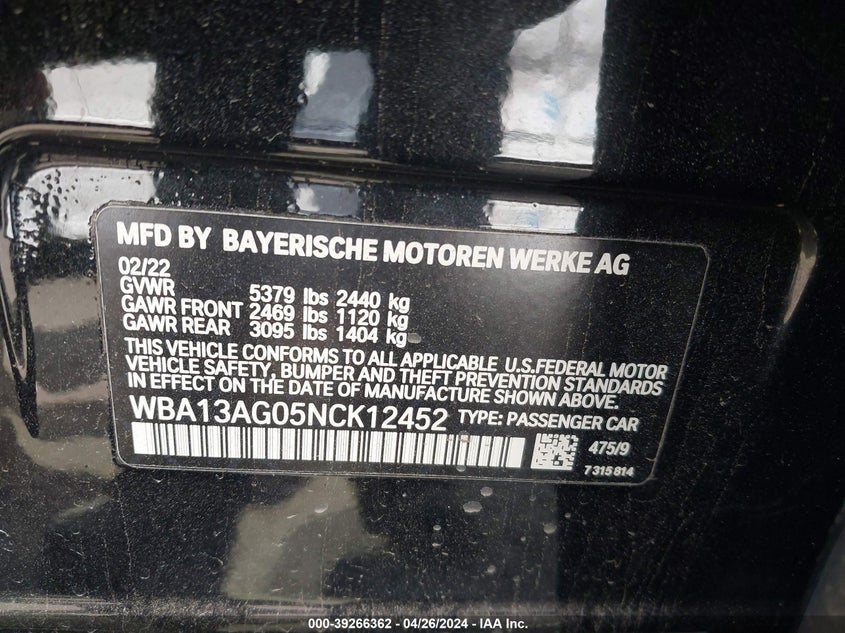 MFD BY BAYERISCHE MOTOREN WERKE AG
02/22
GVWR 5379 lbs 2440 kg
GAWR FRONT 2469 lbs 1120 kg
GAWR REAR 3095 lbs 1404 kg
THIS VEHICLE CONFORMS TO ALL APPLICABLE U.S.FEDERAL MOTOR
VEHICLE SAFETY, BUMPER AND THEFT PREVENTION STANDARDS
IN EFFECT ON THE DATE OF MANUFACTURE SHOWN ABOVE.
WBA13AG05NCK12452 TYPE: PASSENGER CAR
475/9
7315814
000-39266362 - 04/26/2024 - IAA Inc.